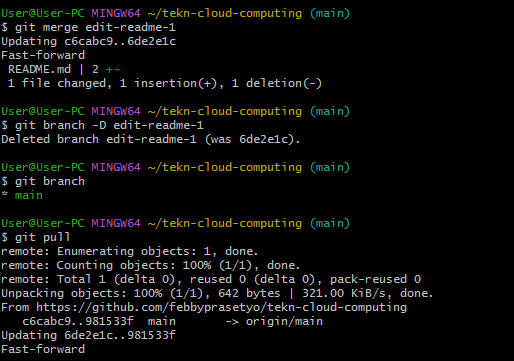 User@User-PC MINGW64 ~/tekn-cloud-computing (main)
$ git merge edit-readme-1
Updating c6cabc9..6de2e1c
Fast-forward
 README.md | 2 +-
 1 file changed, 1 insertion(+), 1 deletion(-)

User@User-PC MINGW64 ~/tekn-cloud-computing (main)
$ git branch -D edit-readme-1
Deleted branch edit-readme-1 (was 6de2e1c).

User@User-PC MINGW64 ~/tekn-cloud-computing (main)
$ git branch
* main

User@User-PC MINGW64 ~/tekn-cloud-computing (main)
$ git pull
remote: Enumerating objects: 1, done.
remote: Counting objects: 100% (1/1), done.
remote: Total 1 (delta 0), reused 0 (delta 0), pack-reused 0
Unpacking objects: 100% (1/1), 642 bytes | 321.00 KiB/s, done.
From https://github.com/febbyprasetyo/tekn-cloud-computing
   c6cabc9..981533f  main       -> origin/main
Updating 6de2e1c..981533f
Fast-forward